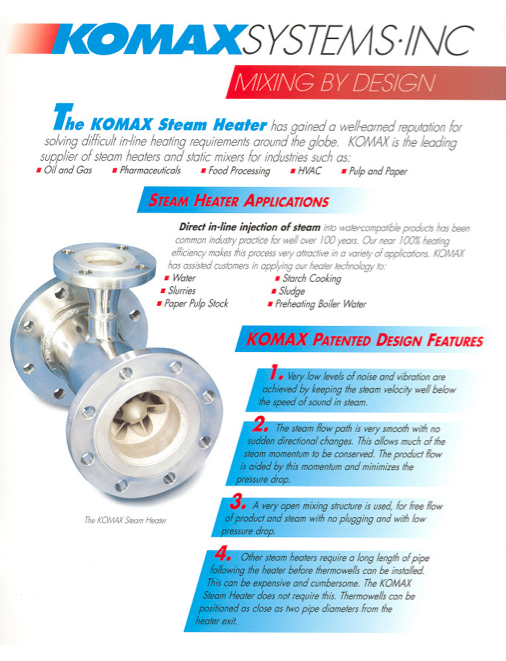 KOMAXSYSTEMS·INC
MIXING BY DESIGN
The KOMAX Steam Heater has gained a well-earned reputation for
solving difficult in-line heating requirements around the globe. KOMAX is the leading
supplier of steam heaters and static mixers for industries such as:
■ Oil and Gas ■ Pharmaceuticals ■ Food Processing ■ HVAC ■ Pulp and Paper
STEAM HEATER APPLICATIONS
Direct in-line injection of steam into water-compatible products has been
common industry practice for well over 100 years. Our near 100% heating
efficiency makes this process very attractive in a variety of applications. KOMAX
has assisted customers in applying our heater technology to:
■ Water ■ Starch Cooking
■ Slurries ■ Sludge
■ Paper Pulp Stock ■ Preheating Boiler Water
KOMAX PATENTED DESIGN FEATURES
1. Very low levels of noise and vibration are
achieved by keeping the steam velocity well below
the speed of sound in steam.
2. The steam flow path is very smooth with no
sudden directional changes. This allows much of the
steam momentum to be conserved. The product flow
is aided by this momentum and minimizes the
pressure drop.
3. A very open mixing structure is used, for free flow
of product and steam with no plugging and with low
pressure drop.
The KOMAX Steam Heater
4. Other steam heaters require a long length of pipe
following the heater before thermowells can be installed.
This can be expensive and cumbersome. The KOMAX
Steam Heater does not require this. Thermowells can be
positioned as close as two pipe diameters from the
heater exit.